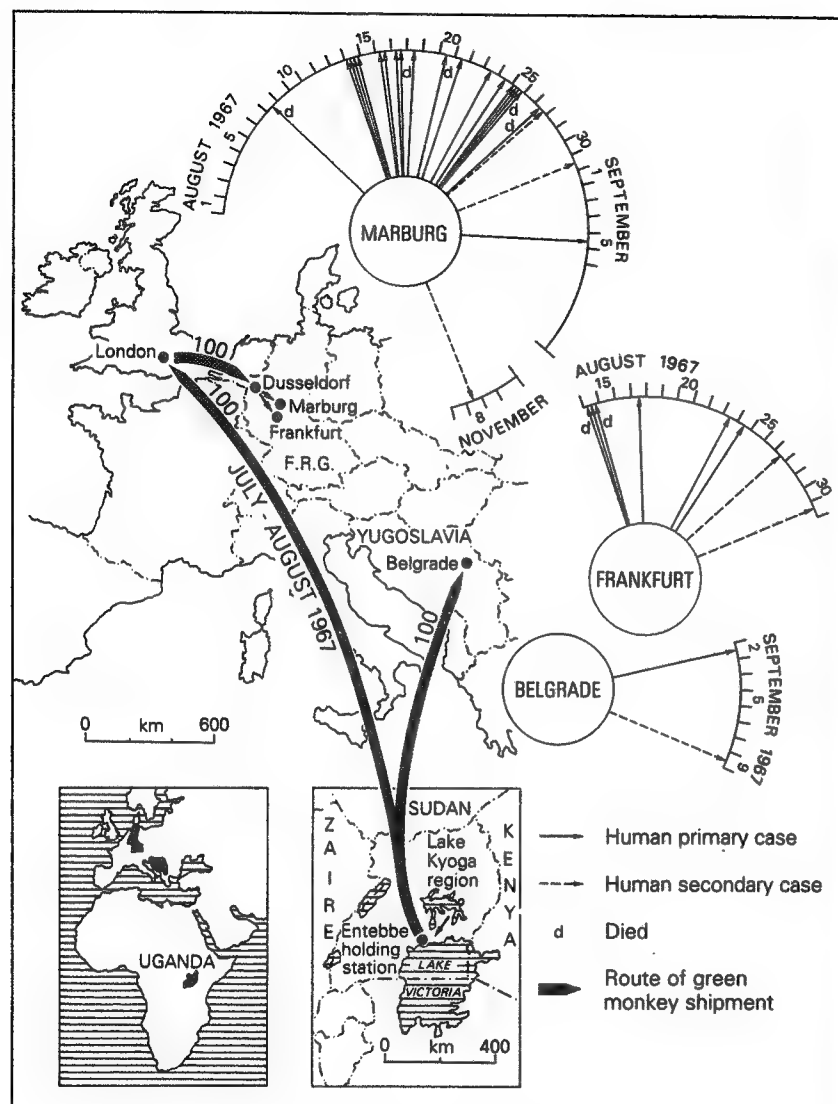 AUGUST 1967
1
5
10
15
20
25
30
1
5
SEPTEMBER
d
d
d
d
d
MARBURG
8
NOVEMBER
London
100
100
Dusseldorf
Marburg
Frankfurt
F.R.G.
JULY - AUGUST 1967
YUGOSLAVIA
Belgrade
100
0 km 600
AUGUST 1967
15
20
25
30
d
d
FRANKFURT
BELGRADE
2
5
9
SEPTEMBER 1967
UGANDA
ZAIRE
SUDAN
KENYA
Lake
Kyoga
region
Entebbe
holding
station
LAKE
VICTORIA
0 km 400
Human primary case
Human secondary case
d Died
Route of green
monkey shipment